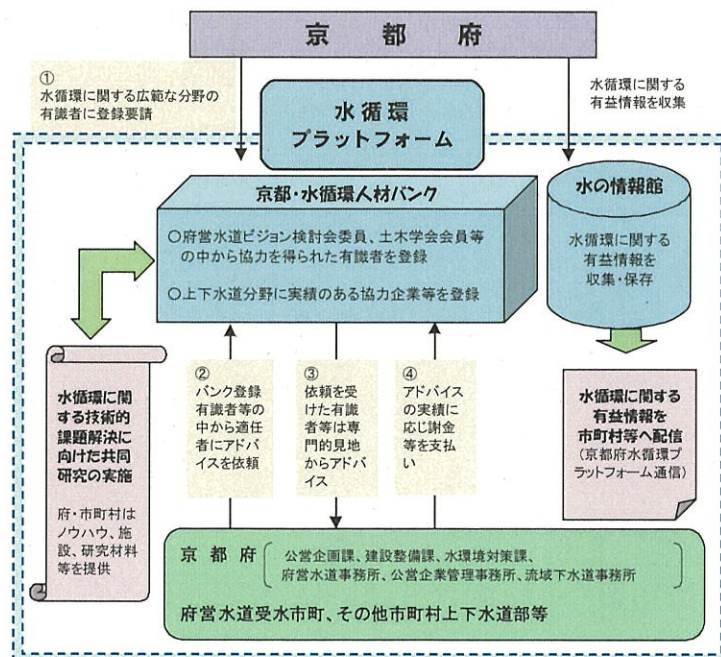 京都府
①
水循環に関する広範な分野の
有識者に登録要請
水循環
プラットフォーム
水循環に関する
有益情報を収集
京都・水循環人材バンク
○府営水道ビジョン検討会委員、土木学会会員等
の中から協力を得られた有識者を登録
○上下水道分野に実績のある協力企業等を登録
水の情報館
水循環に関する
有益情報を
収集・保存
水循環に関
する技術的
課題解決に
向けた共同
研究の実施
府・市町村は
ノウハウ、施
設、研究材料
等を提供
②
バンク登録
有識者等の
中から適任
者にアドバ
イスを依頼
③
依頼を受
けた有識
者等は専
門的見地
からアドバ
イス
④
アドバイス
の実績に
応じ謝金
等を支払
い
水循環に関する
有益情報を
市町村等へ配信
(京都府水循環プ
ラットフォーム通信)
京都府
公営企画課、建設整備課、水環境対策課、
府営水道事務所、公営企業管理事務所、流域下水道事務所
府営水道受水市町、その他市町村上下水道部等